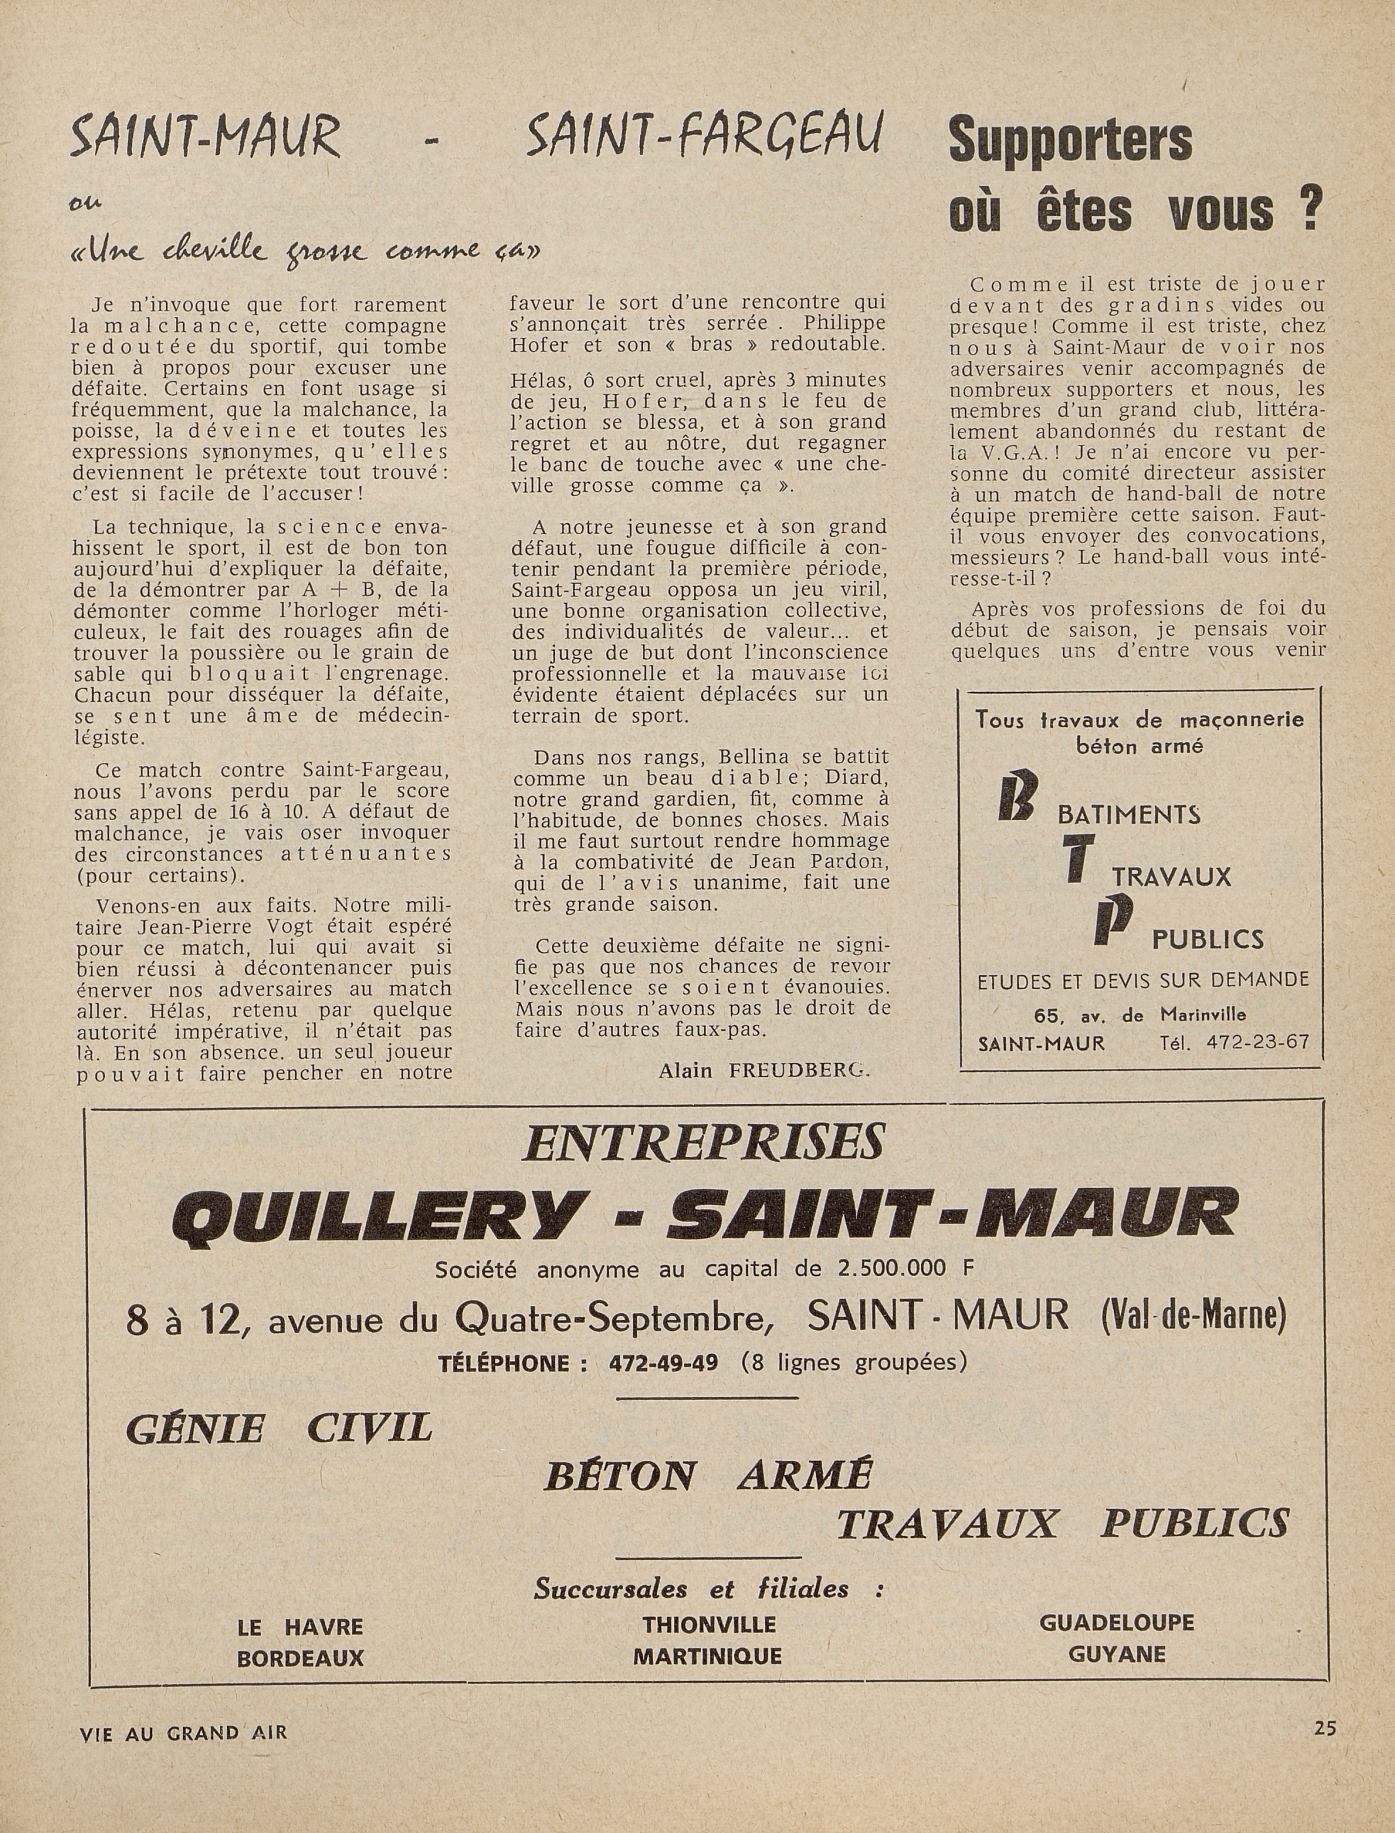 SAINT-MAUR - SAINT-FARGEAU
ou
«Une cheville grosse comme ça»
Je n'invoque que fort rarement
la malchance, cette compagne
redoutée du sportif, qui tombe
bien à propos pour excuser une
défaite. Certains en font usage si
fréquemment, que la malchance, la
poisse, la déveine et toutes les
expressions synonymes, qu'elles
deviennent le prétexte tout trouvé :
c'est si facile de l'accuser !
La technique, la science enva-
hissent le sport, il est de bon ton
aujourd'hui d'expliquer la défaite,
de la démontrer par A + B, de la
démonter comme l'horloger méti-
culeux, le fait des rouages afin de
trouver la poussière ou le grain de
sable qui bloquait l'engrenage.
Chacun pour disséquer la défaite,
se sent une âme de médecin-
légiste.
Ce match contre Saint-Fargeau,
nous l'avons perdu par le score
sans appel de 16 à 10. A défaut de
malchance, je vais oser invoquer
des circonstances atténuantes
(pour certains).
Venons-en aux faits. Notre mili-
taire Jean-Pierre Vogt était espéré
pour ce match, lui qui avait si
bien réussi à décontenancer puis
énerver nos adversaires au match
aller. Hélas, retenu par quelque
autorité impérative, il n'était pas
là. En son absence. un seul joueur
pouvait faire pencher en notre
faveur le sort d'une rencontre qui
s'annonçait très serrée . Philippe
Hofer et son « bras » redoutable.
Hélas, ô sort cruel, après 3 minutes
de jeu, Hofer, dans le feu de
l'action se blessa, et à son grand
regret et au nôtre, dut regagner
le banc de touche avec « une che-
ville grosse comme ça ».
A notre jeunesse et à son grand
défaut, une fougue difficile à con-
tenir pendant la première période,
Saint-Fargeau opposa un jeu viril,
une bonne organisation collective,
des individualités de valeur... et
un juge de but dont l'inconscience
professionnelle et la mauvaise foi
évidente étaient déplacées sur un
terrain de sport.
Dans nos rangs, Bellina se battit
comme un beau diable ; Diard,
notre grand gardien, fit, comme à
l'habitude, de bonnes choses. Mais
il me faut surtout rendre hommage
à la combativité de Jean Pardon,
qui de l'avis unanime, fait une
très grande saison.
Cette deuxième défaite ne signi-
fie pas que nos chances de revoir
l'excellence se soient évanouies.
Mais nous n'avons pas le droit de
faire d'autres faux-pas.
Alain FREUDBERG.
Supporters
où êtes vous ?
Comme il est triste de jouer
devant des gradins vides ou
presque ! Comme il est triste, chez
nous à Saint-Maur de voir nos
adversaires venir accompagnés de
nombreux supporters et nous, les
membres d'un grand club, littéra-
lement abandonnés du restant de
la V.G.A. ! Je n'ai encore vu per-
sonne du comité directeur assister
à un match de hand-ball de notre
équipe première cette saison. Faut-
il vous envoyer des convocations,
messieurs ? Le hand-ball vous inté-
resse-t-il ?
Après vos professions de foi du
début de saison, je pensais voir
quelques uns d'entre vous venir
Tous travaux de maçonnerie
béton armé
B BATIMENTS
T TRAVAUX
P PUBLICS
ETUDES ET DEVIS SUR DEMANDE
65, av. de Marinville
SAINT-MAUR Tél. 472-23-67
ENTREPRISES
QUILLERY - SAINT-MAUR
Société anonyme au capital de 2.500.000 F
8 à 12, avenue du Quatre-Septembre, SAINT-MAUR (Val-de-Marne)
TÉLÉPHONE : 472-49-49 (8 lignes groupées)
GÉNIE CIVIL
BÉTON ARMÉ
TRAVAUX PUBLICS
Succursales et filiales :
LE HAVRE THIONVILLE GUADELOUPE
BORDEAUX MARTINIQUE GUYANE
VIE AU GRAND AIR 25